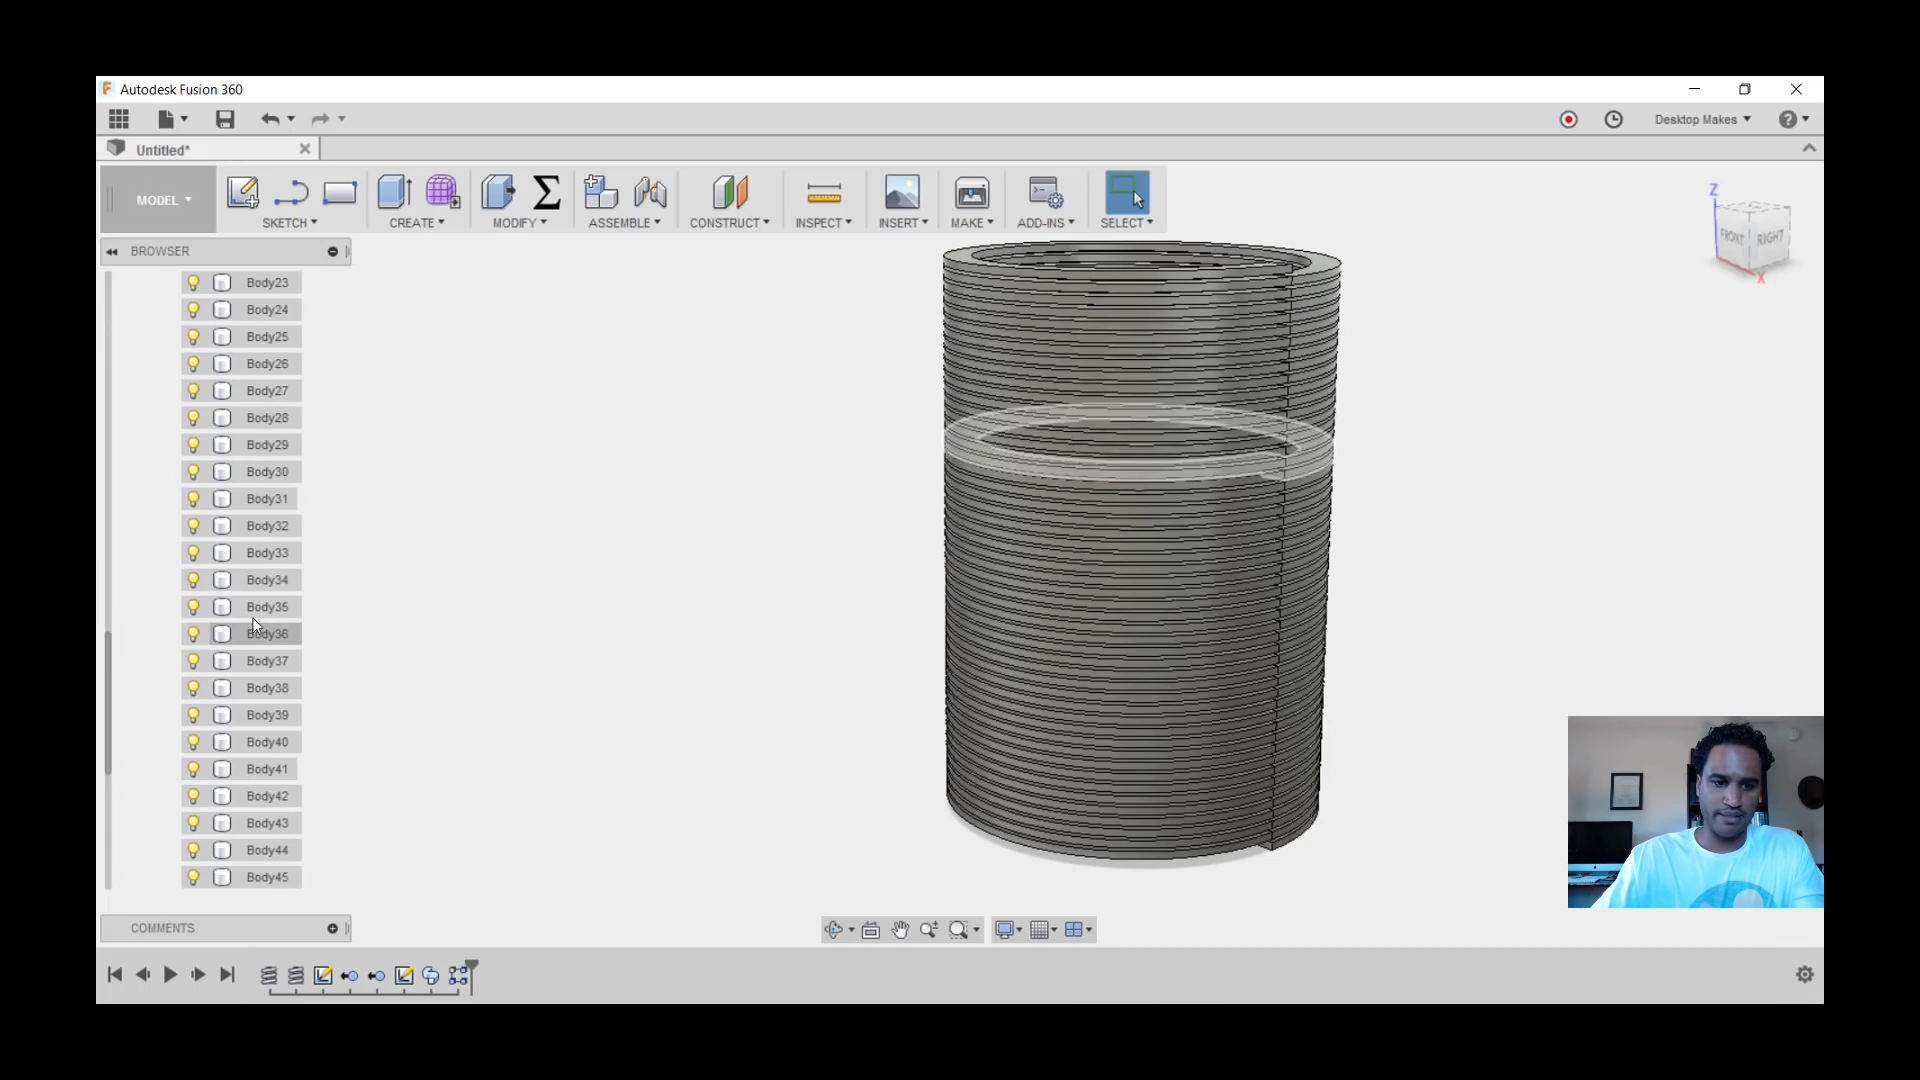 Autodesk Fusion 360
Desktop Makes
Untitled*
MODEL
SKETCH
CREATE
MODIFY
ASSEMBLE
CONSTRUCT
INSPECT
INSERT
MAKE
ADD-INS
SELECT
Z
FRONT
RIGHT
X
BROWSER
Body23
Body24
Body25
Body26
Body27
Body28
Body29
Body30
Body31
Body32
Body33
Body34
Body35
Body36
Body37
Body38
Body39
Body40
Body41
Body42
Body43
Body44
Body45
COMMENTS